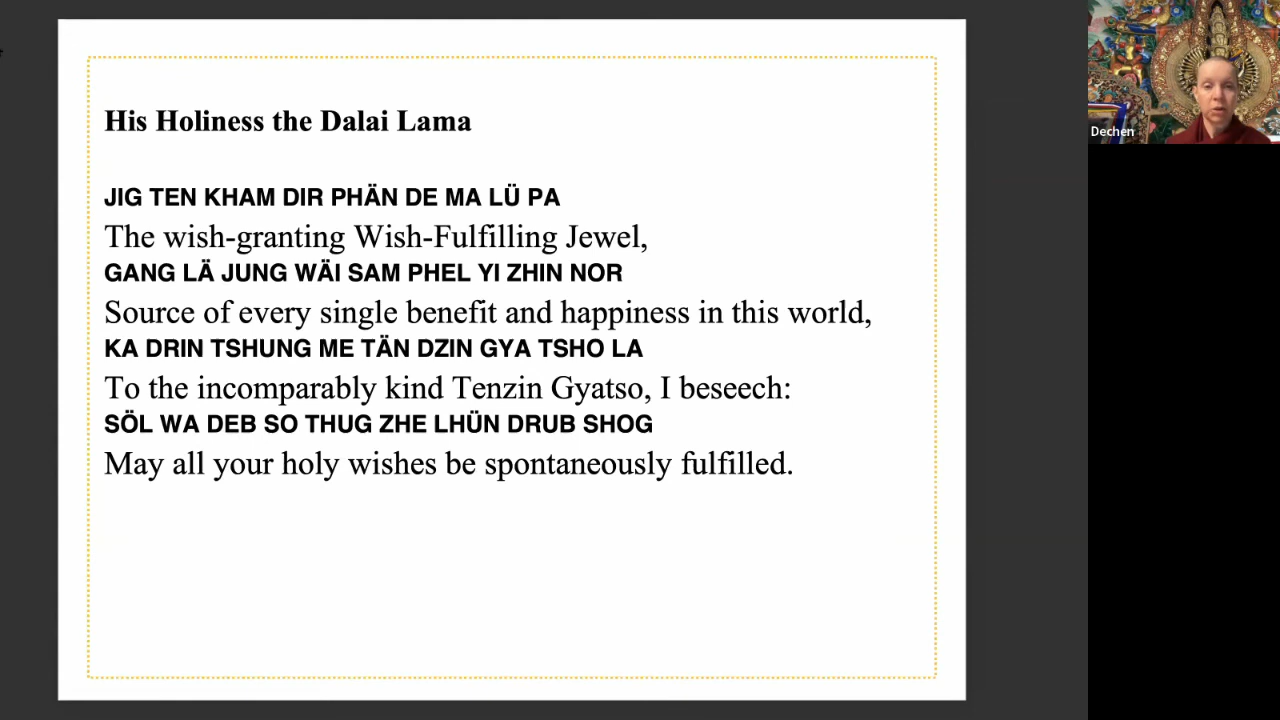 His Holiness the Dalai Lama
JIG TEN KHAM DIR PHÄN DE MA LÜ PA
The wish-granting Wish-Fulfilling Jewel,
GANG LÄ JUNG WÄI SAM PHEL YI ZHIN NOR
Source of every single benefit and happiness in this world,
KA DRIN TSHUNG ME TÄN DZIN GYA TSHO LA
To the incomparably kind Tenzin Gyatso, I beseech:
SÖL WA DEB SO THUG ZHE LHÜN DRUB SHOG
May all your holy wishes be spontaneously fulfilled.
Dechen